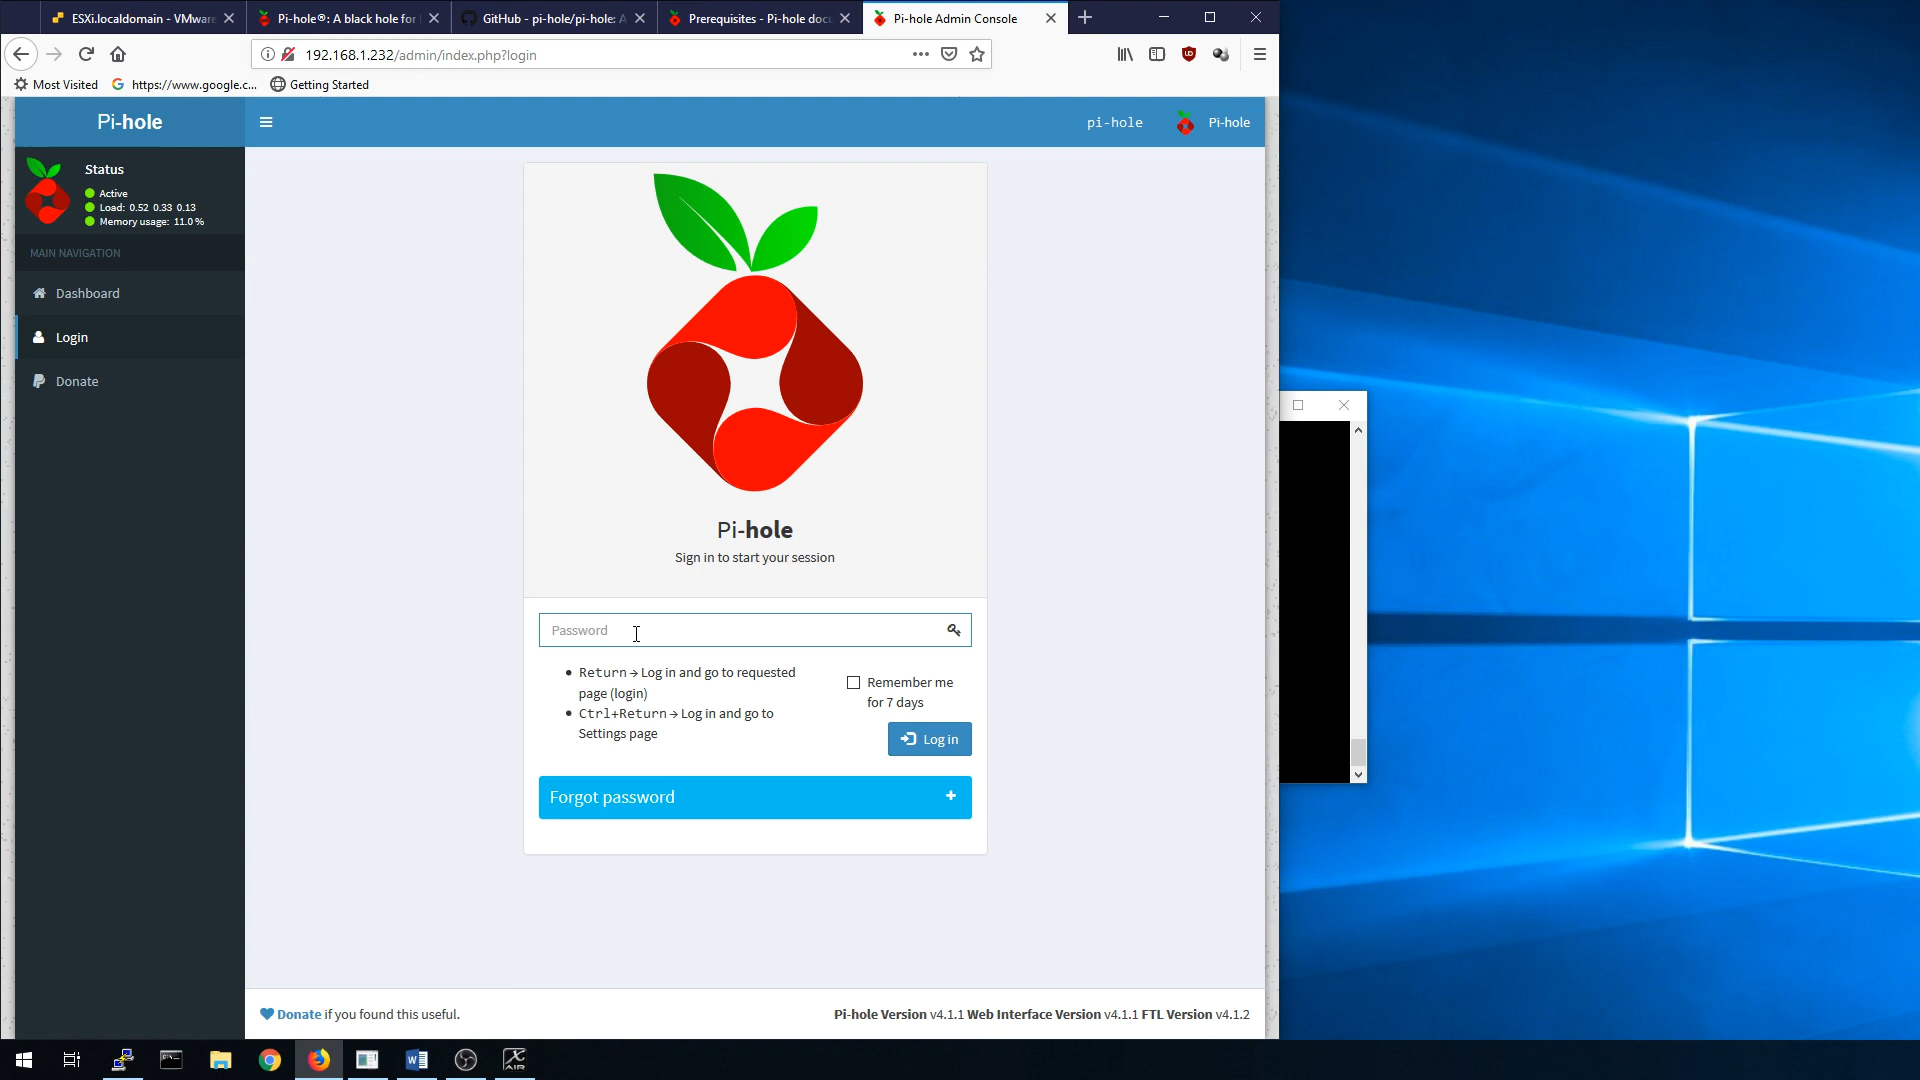 ESXi.localdomain - VMware
Pi-hole®: A black hole for
GitHub - pi-hole/pi-hole: A
Prerequisites - Pi-hole doc
Pi-hole Admin Console
192.168.1.232/admin/index.php?login
Most Visited
https://www.google.c...
Getting Started
Pi-hole
pi-hole
Pi-hole
Status
Active
Load: 0.52 0.33 0.13
Memory usage: 11.0 %
MAIN NAVIGATION
Dashboard
Login
Donate
Pi-hole
Sign in to start your session
Password
Return → Log in and go to requested
page (login)
Ctrl+Return → Log in and go to
Settings page
Remember me
for 7 days
Log in
Forgot password
Donate if you found this useful.
Pi-hole Version v4.1.1 Web Interface Version v4.1.1 FTL Version v4.1.2